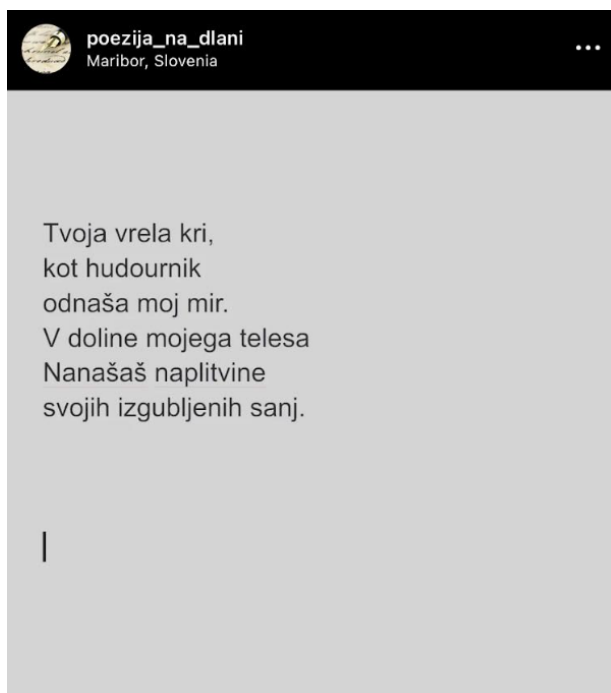 poezija_na_dlani
Maribor, Slovenia
Tvoja vrela kri,
kot hudournik
odnaša moj mir.
V doline mojega telesa
Nanašaš naplitvine
svojih izgubljenih sanj.